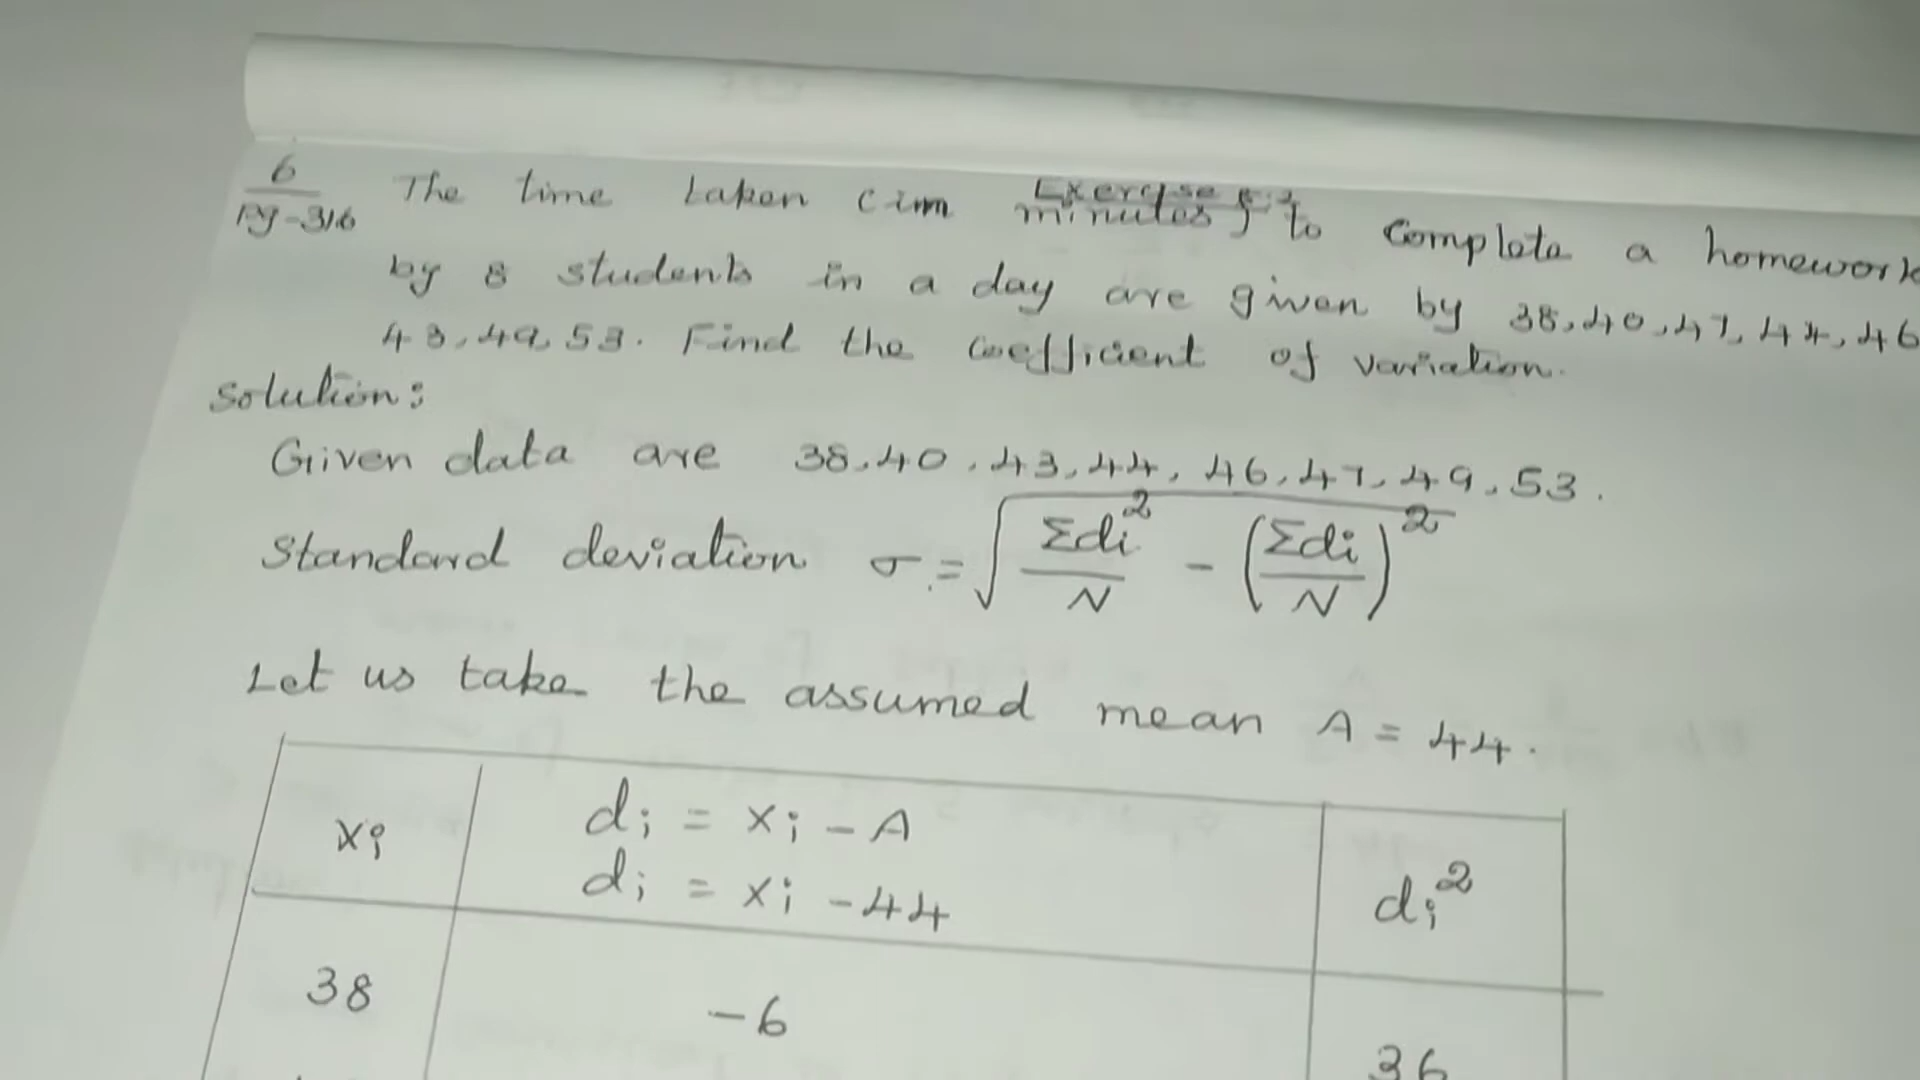 Exercise 8.2
6
Pg-316
The time taken (in minutes) to complete a homework
by 8 students in a day are given by 38,40,47,44,46
43,49,53. Find the coefficient of variation.
Solution:
Given data are 38,40,43,44,46,47,49,53.
Standard deviation σ = √ Σdi²/N - (Σdi/N)²
Let us take the assumed mean A = 44.
xi
di = xi - A
di = xi - 44
di²
38 -6 36